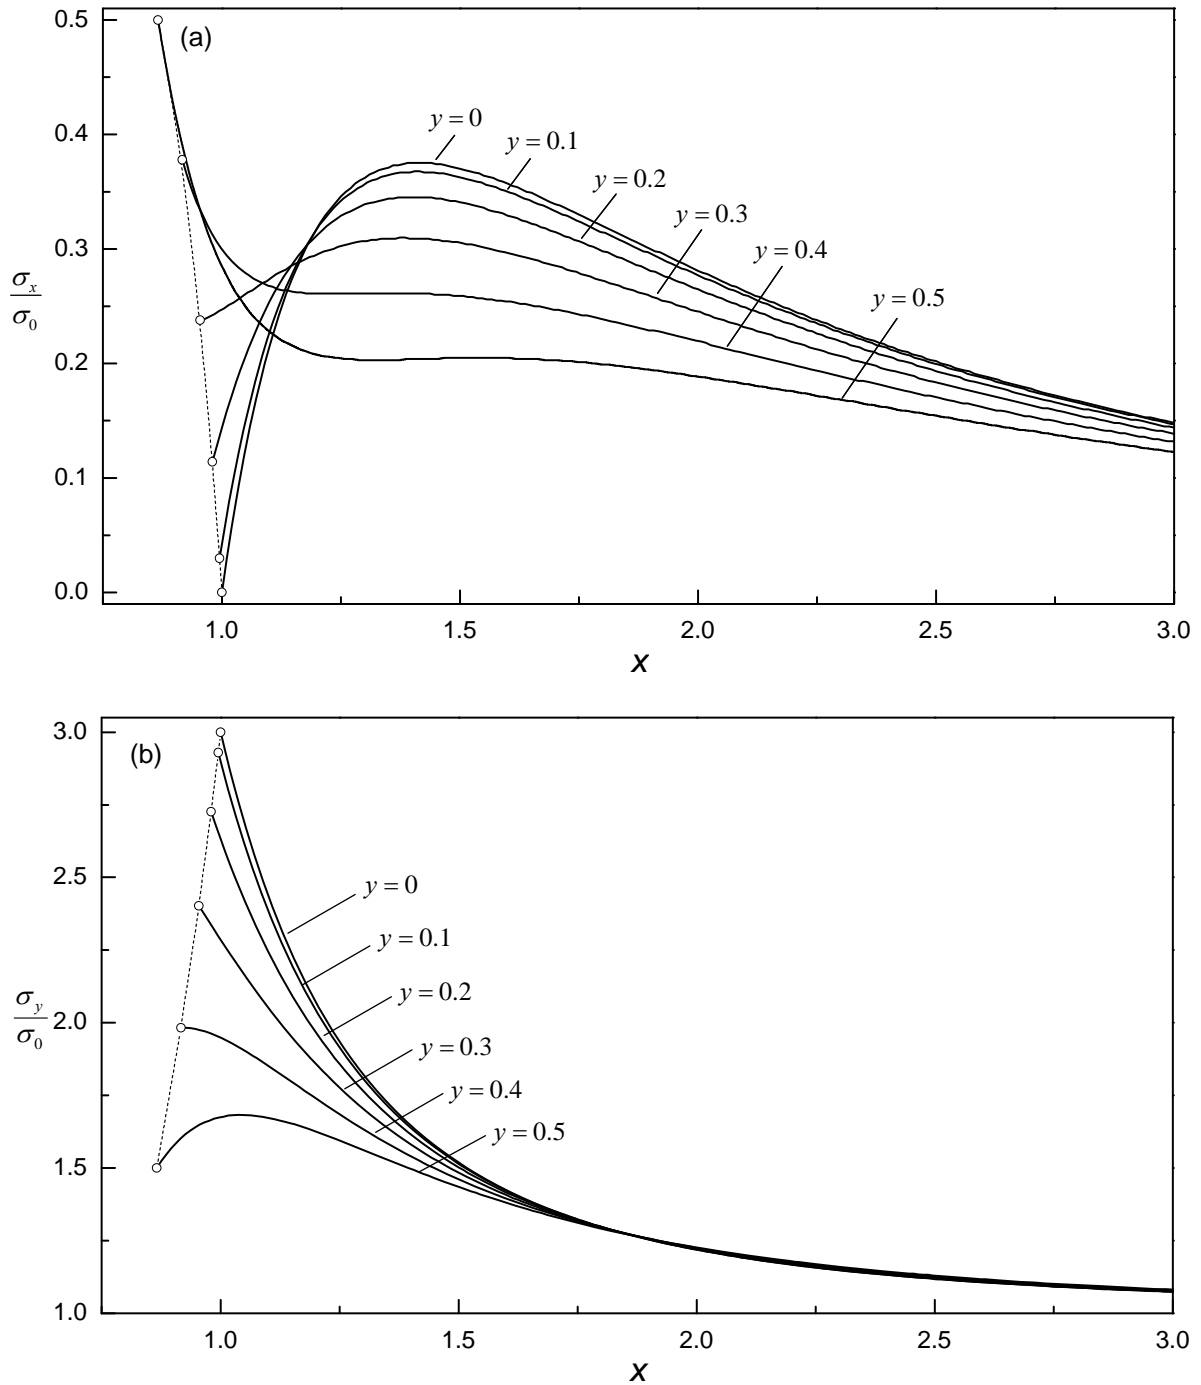 (a)
0.5
0.4
0.3
0.2
0.1
0.0
σx
σ0
y = 0
y = 0.1
y = 0.2
y = 0.3
y = 0.4
y = 0.5
1.0 1.5 2.0 2.5 3.0
x
(b)
3.0
2.5
2.0
1.5
1.0
σy
σ0
y = 0
y = 0.1
y = 0.2
y = 0.3
y = 0.4
y = 0.5
1.0 1.5 2.0 2.5 3.0
x